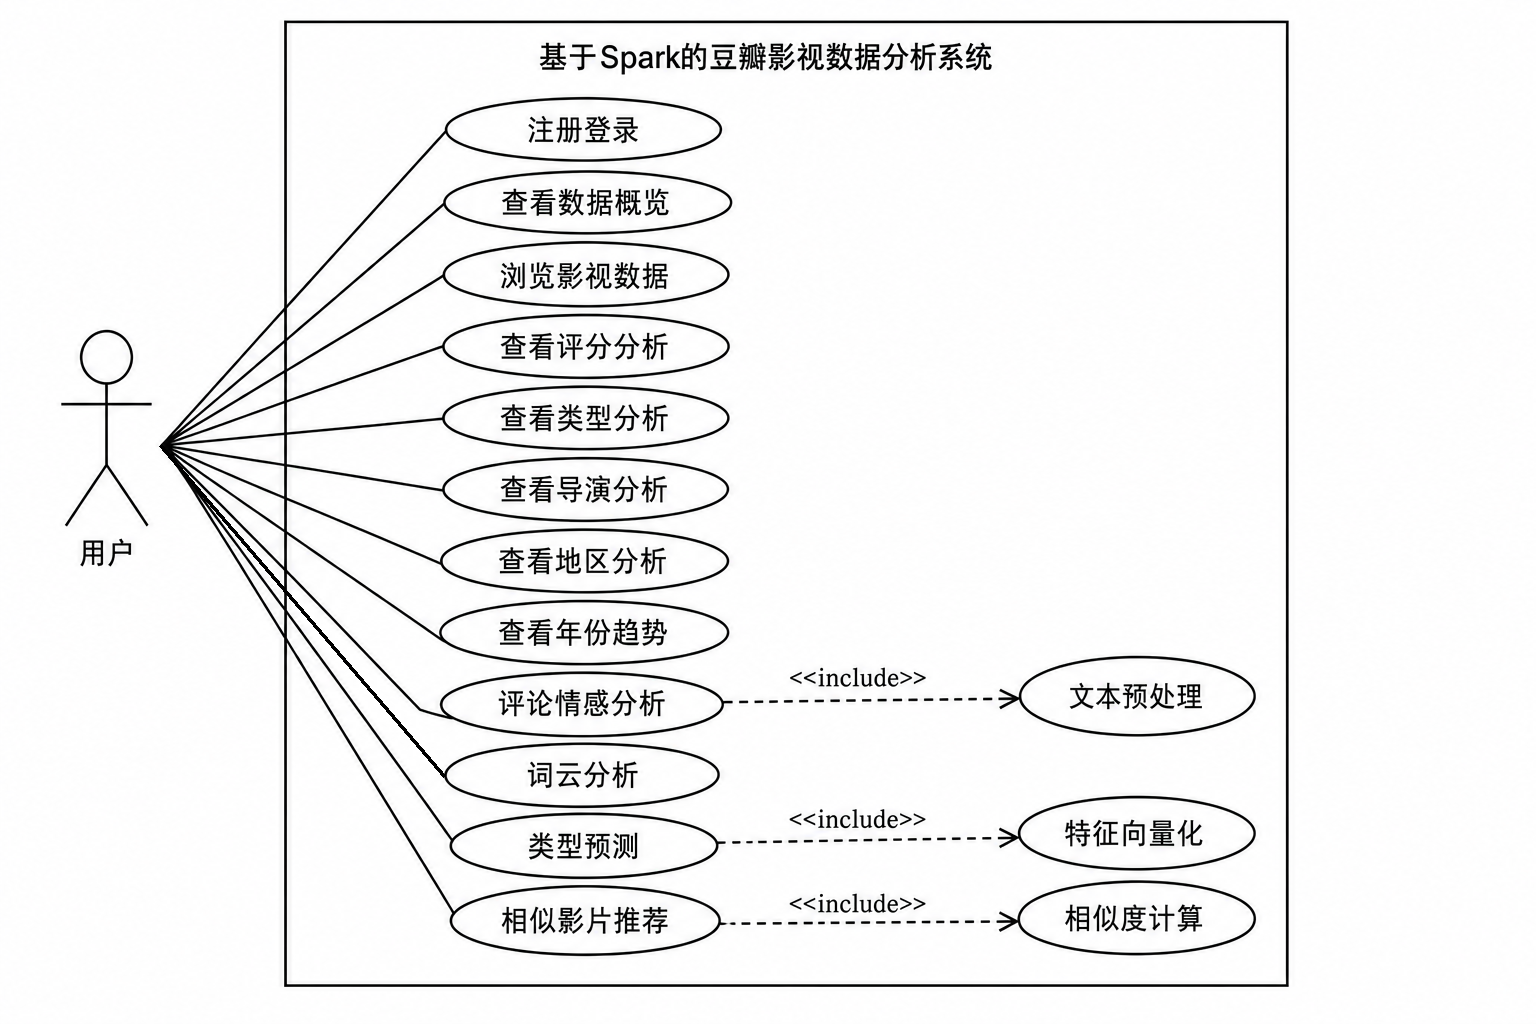 基于Spark的豆瓣影视数据分析系统
注册登录
查看数据概览
浏览影视数据
查看评分分析
查看类型分析
查看导演分析
查看地区分析
用户
查看年份趋势
评论情感分析
<<include>>
文本预处理
词云分析
类型预测
<<include>>
特征向量化
相似影片推荐
<<include>>
相似度计算